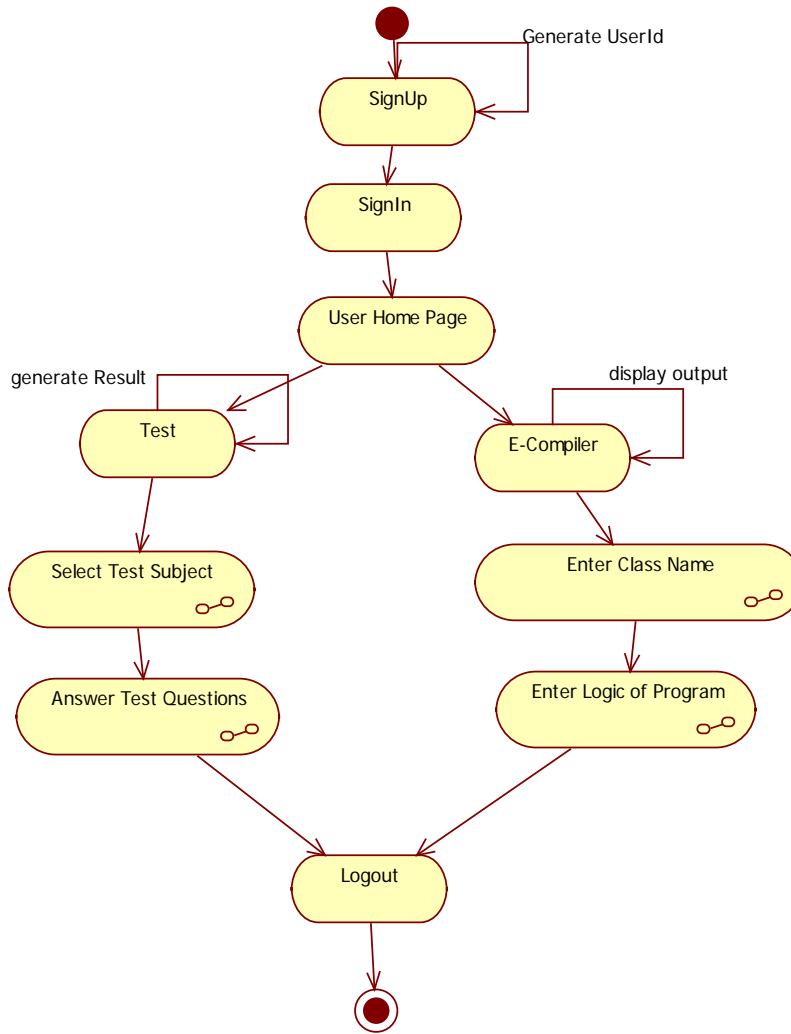 Generate UserId
SignUp
SignIn
User Home Page
generate Result
display output
Test
E-Compiler
Select Test Subject
Enter Class Name
Answer Test Questions
Enter Logic of Program
Logout